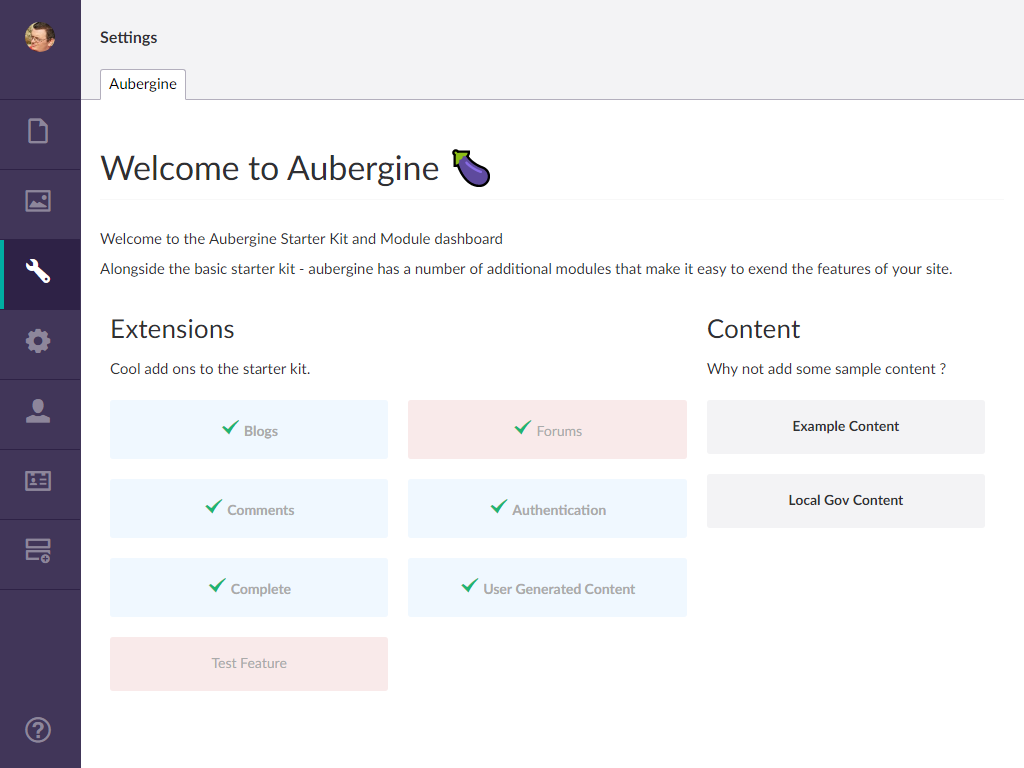 Settings
Aubergine
Welcome to Aubergine
Welcome to the Aubergine Starter Kit and Module dashboard
Alongside the basic starter kit - aubergine has a number of additional modules that make it easy to exend the features of your site.
Extensions
Cool add ons to the starter kit.
Blogs
Forums
Comments
Authentication
Complete
User Generated Content
Test Feature
Content
Why not add some sample content ?
Example Content
Local Gov Content